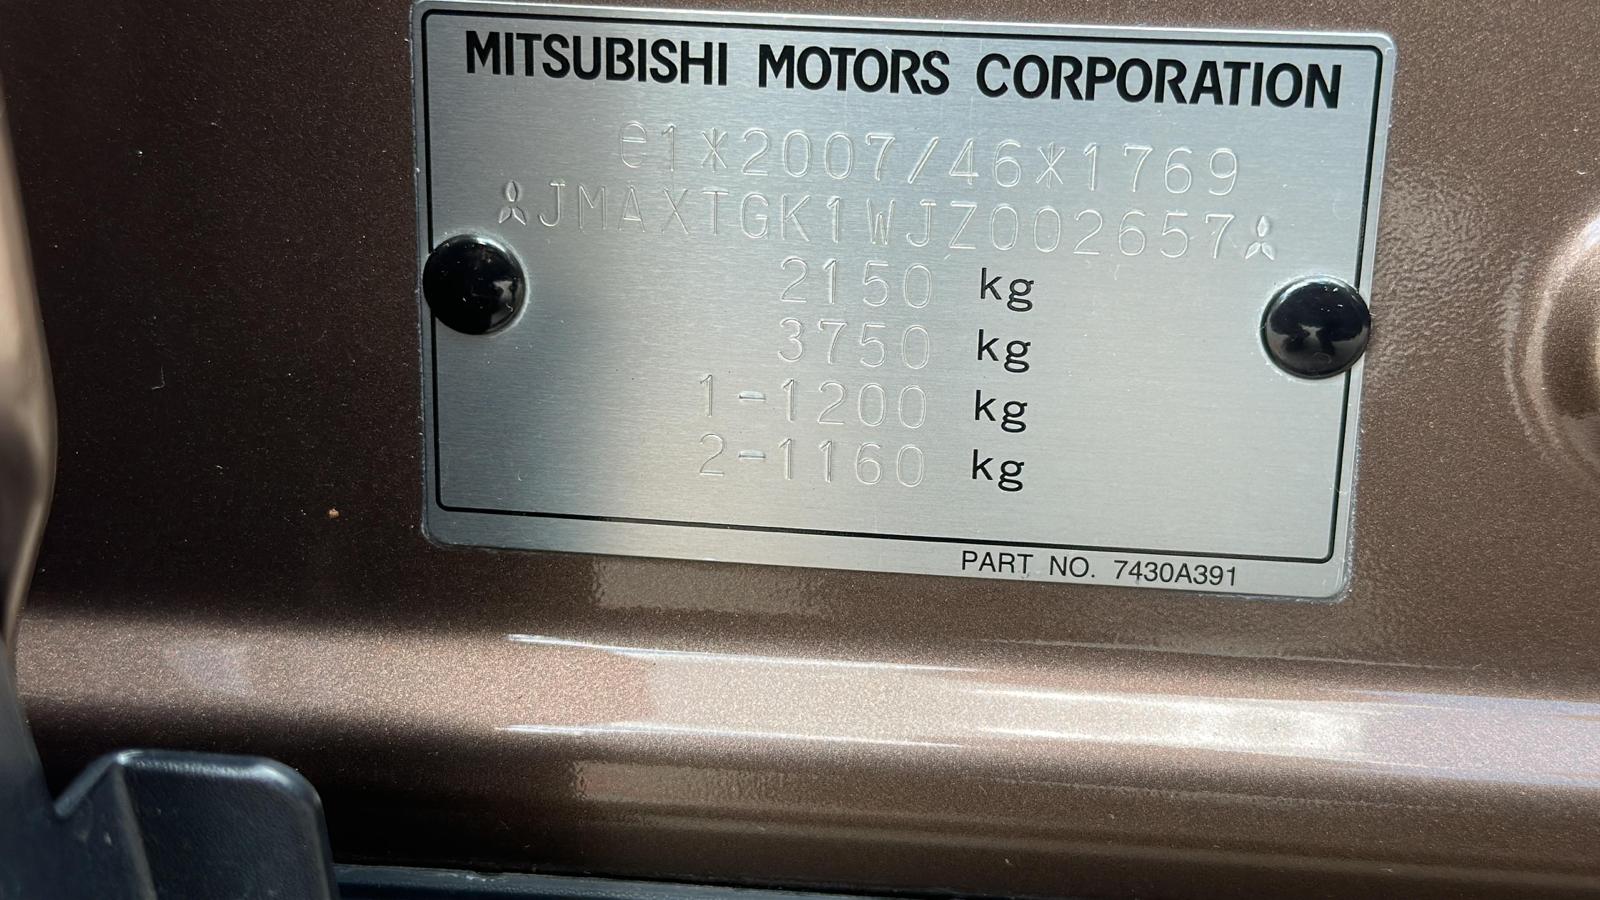 MITSUBISHI MOTORS CORPORATION
e1*2007/46*1769
JMAXTGK1WJZ002657
2150 kg
3750 kg
1-1200 kg
2-1160 kg
PART NO. 7430A391